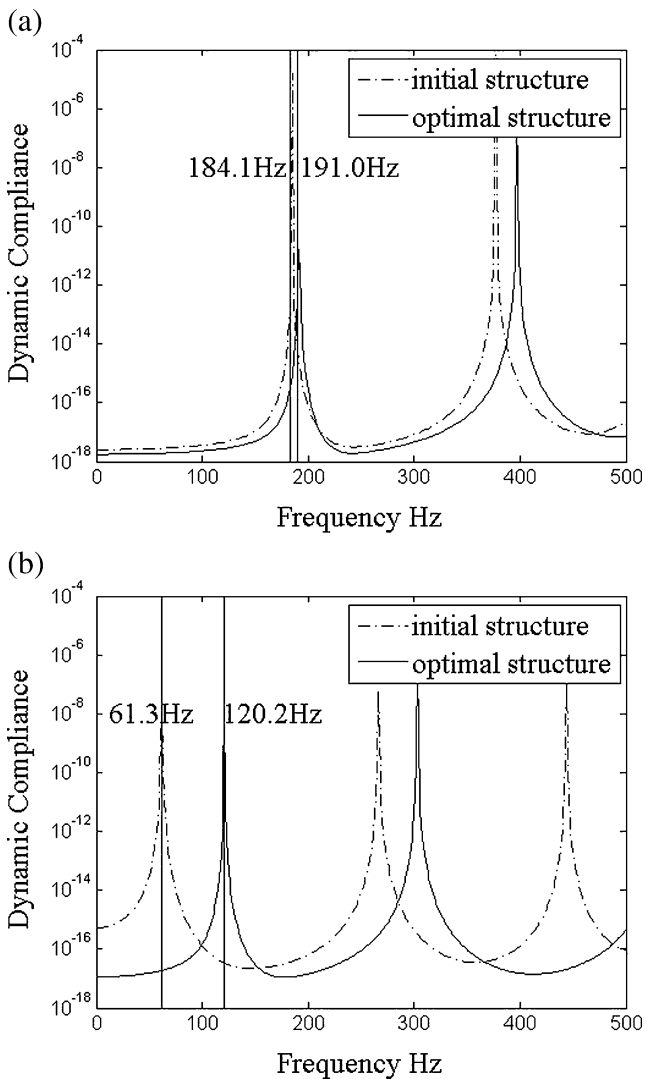 (a)
10-4
10-6
10-8
10-10
10-12
10-14
10-16
10-18
Dynamic Compliance
initial structure
optimal structure
184.1Hz 191.0Hz
0 100 200 300 400 500
Frequency Hz
(b)
10-4
10-6
10-8
10-10
10-12
10-14
10-16
10-18
Dynamic Compliance
initial structure
optimal structure
61.3Hz 120.2Hz
0 100 200 300 400 500
Frequency Hz